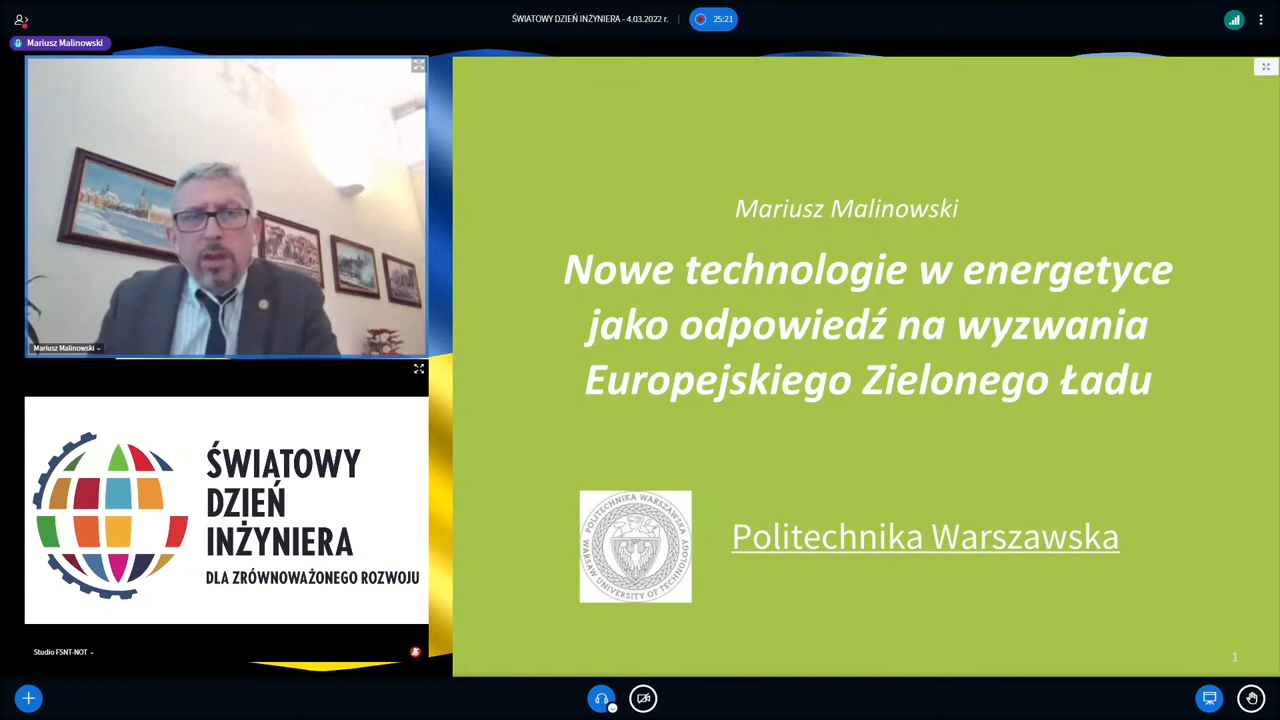 ŚWIATOWY DZIEŃ INŻYNIERA - 4.03.2022 r.
25:21
Mariusz Malinowski
Mariusz Malinowski
ŚWIATOWY
DZIEŃ
INŻYNIERA
DLA ZRÓWNOWAŻONEGO ROZWOJU
Studio FSNT-NOT
Mariusz Malinowski
Nowe technologie w energetyce
jako odpowiedź na wyzwania
Europejskiego Zielonego Ładu
POLITECHNIKA WARSZAWSKA
WARSAW UNIVERSITY OF TECHNOLOGY
Politechnika Warszawska
1